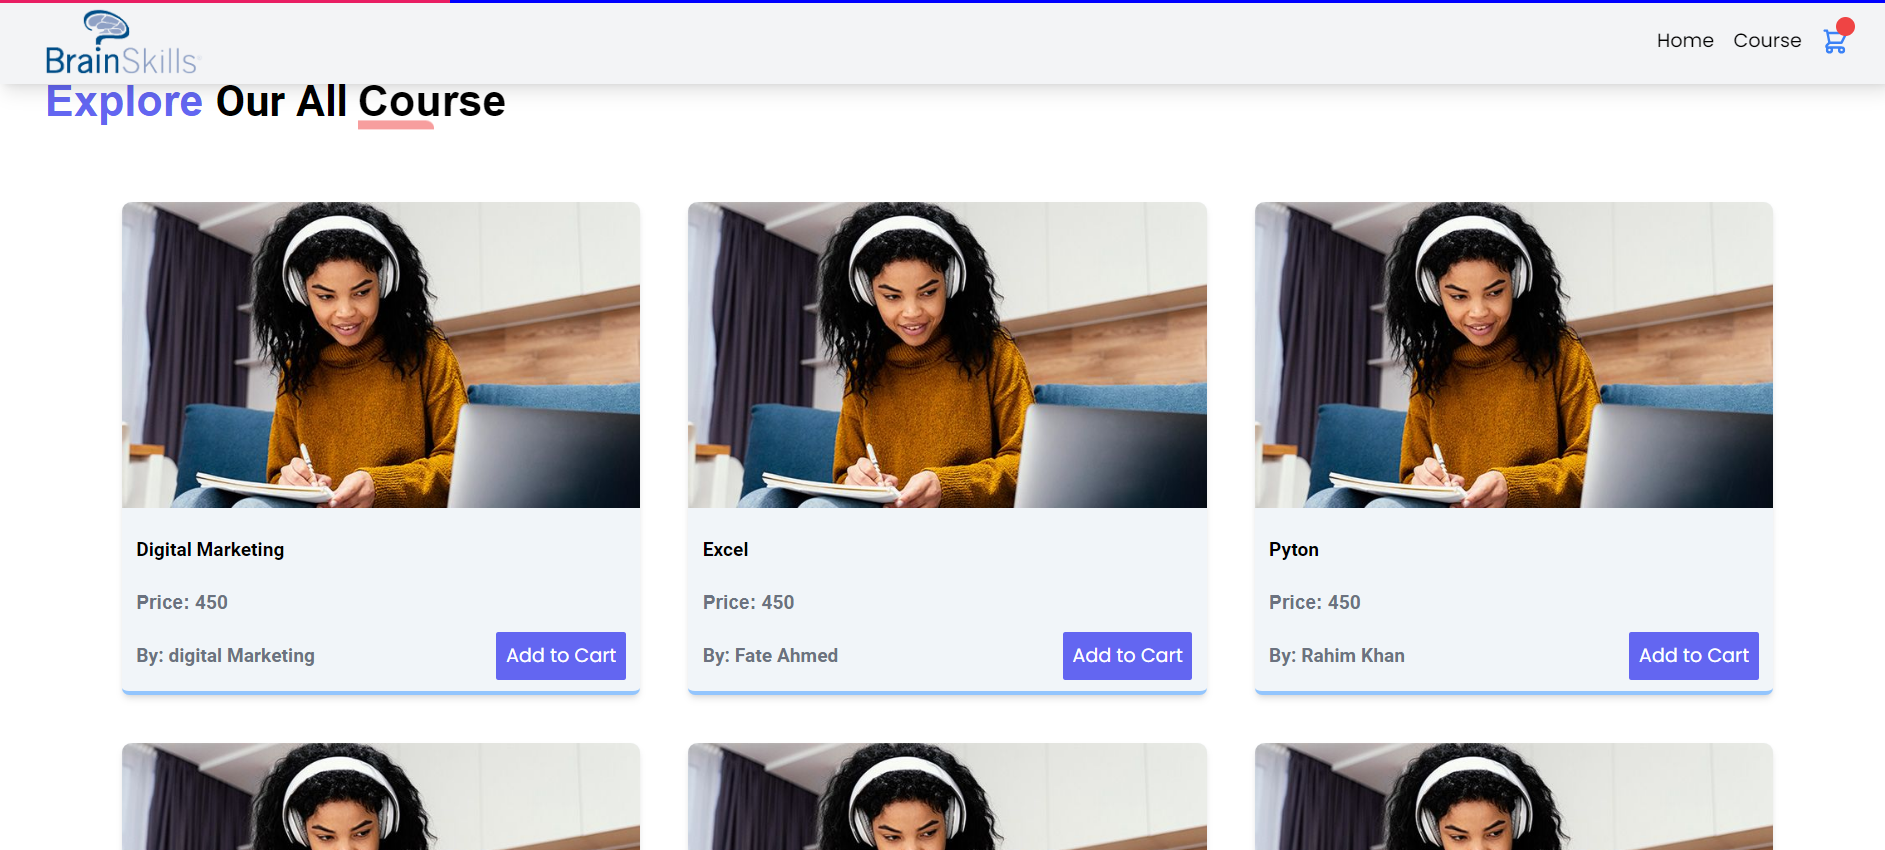 BrainSkills
Home Course
Explore Our All Course
Digital Marketing
Price: 450
By: digital Marketing
Add to Cart
Excel
Price: 450
By: Fate Ahmed
Add to Cart
Pyton
Price: 450
By: Rahim Khan
Add to Cart